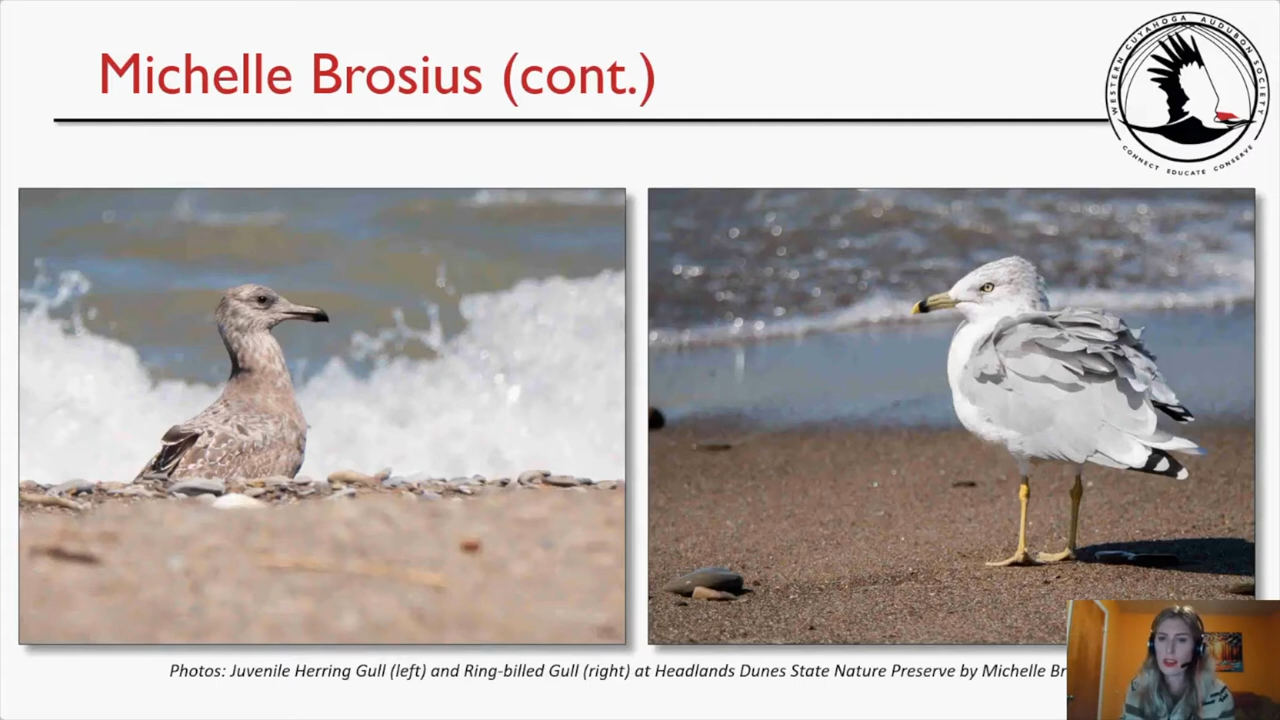 Michelle Brosius (cont.)
WESTERN CUYAHOGA AUDUBON SOCIETY
CONNECT EDUCATE CONSERVE
Photos: Juvenile Herring Gull (left) and Ring-billed Gull (right) at Headlands Dunes State Nature Preserve by Michelle Br